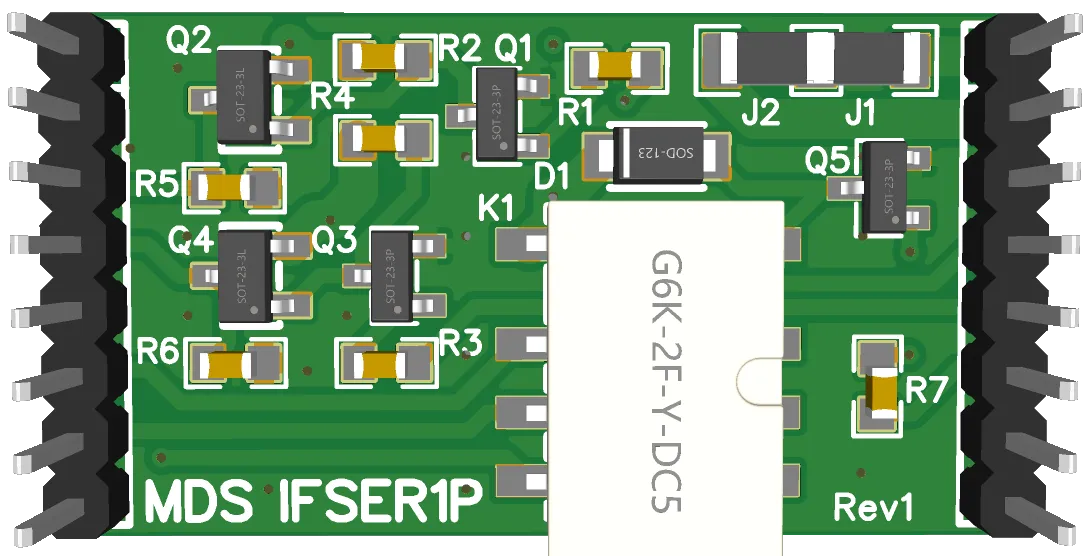 Q2
R2
Q1
SOT-23-3L
R4
SOT-23-3P
R1
J2
J1
D1
SOD-123
Q5
SOT-23-3P
R5
K1
Q4
SOT-23-3L
Q3
SOT-23-3P
G6K-2F-Y-DC5
R6
R3
R7
MDS IFSER1P
Rev1